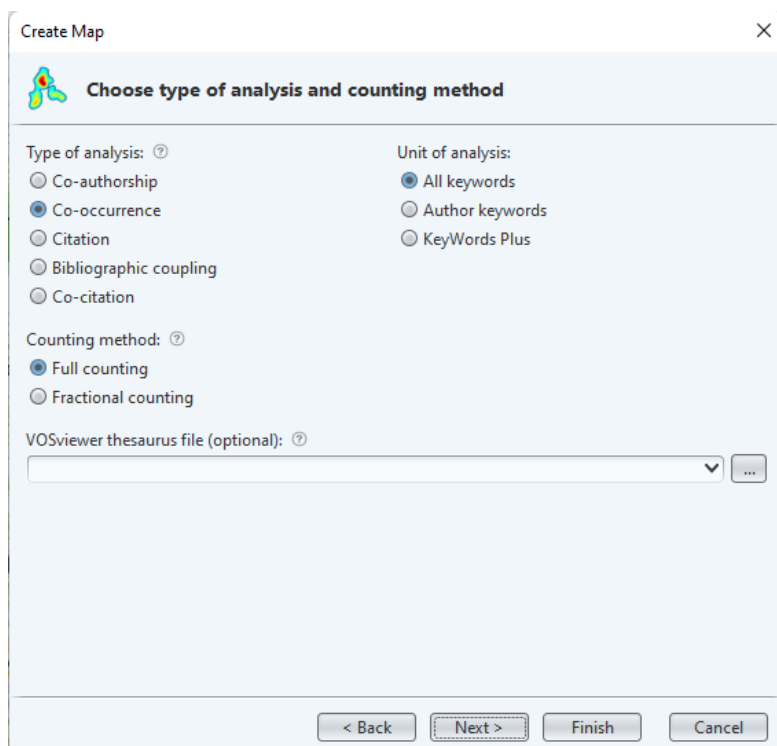 Create Map
Choose type of analysis and counting method
Type of analysis:
Co-authorship
Co-occurrence
Citation
Bibliographic coupling
Co-citation
Unit of analysis:
All keywords
Author keywords
KeyWords Plus
Counting method:
Full counting
Fractional counting
VOSviewer thesaurus file (optional):
...
< Back
Next >
Finish
Cancel